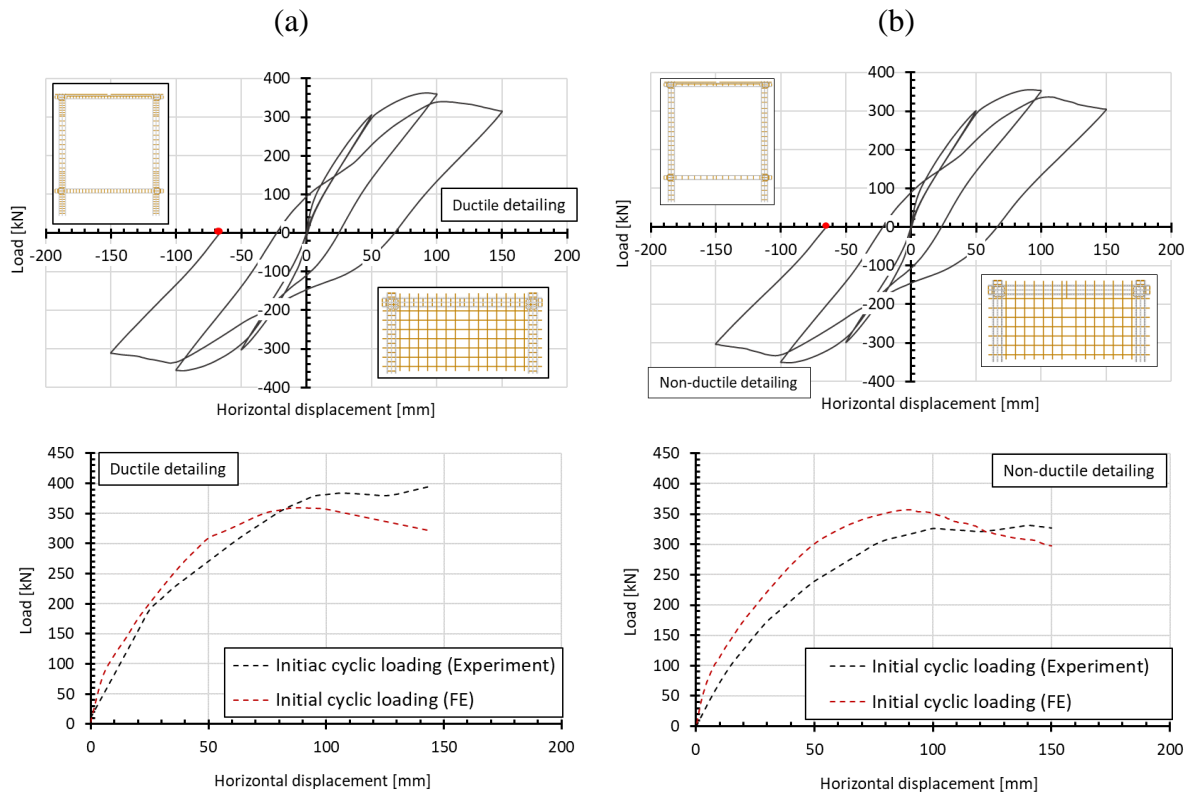 (a)
(b)
400
300
200
100
0
-100
-200
-300
-400
-200 -150 -100 -50 0 50 100 150 200
Load [kN]
Horizontal displacement [mm]
Ductile detailing
400
300
200
100
0
-100
-200
-300
-400
-200 -150 -100 -50 0 50 100 150 200
Load [kN]
Horizontal displacement [mm]
Non-ductile detailing
450
400
350
300
250
200
150
100
50
0
0 50 100 150 200
Load [kN]
Horizontal displacement [mm]
Ductile detailing
Initiac cyclic loading (Experiment)
Initial cyclic loading (FE)
450
400
350
300
250
200
150
100
50
0
0 50 100 150 200
Load [kN]
Horizontal displacement [mm]
Non-ductile detailing
Initial cyclic loading (Experiment)
Initial cyclic loading (FE)